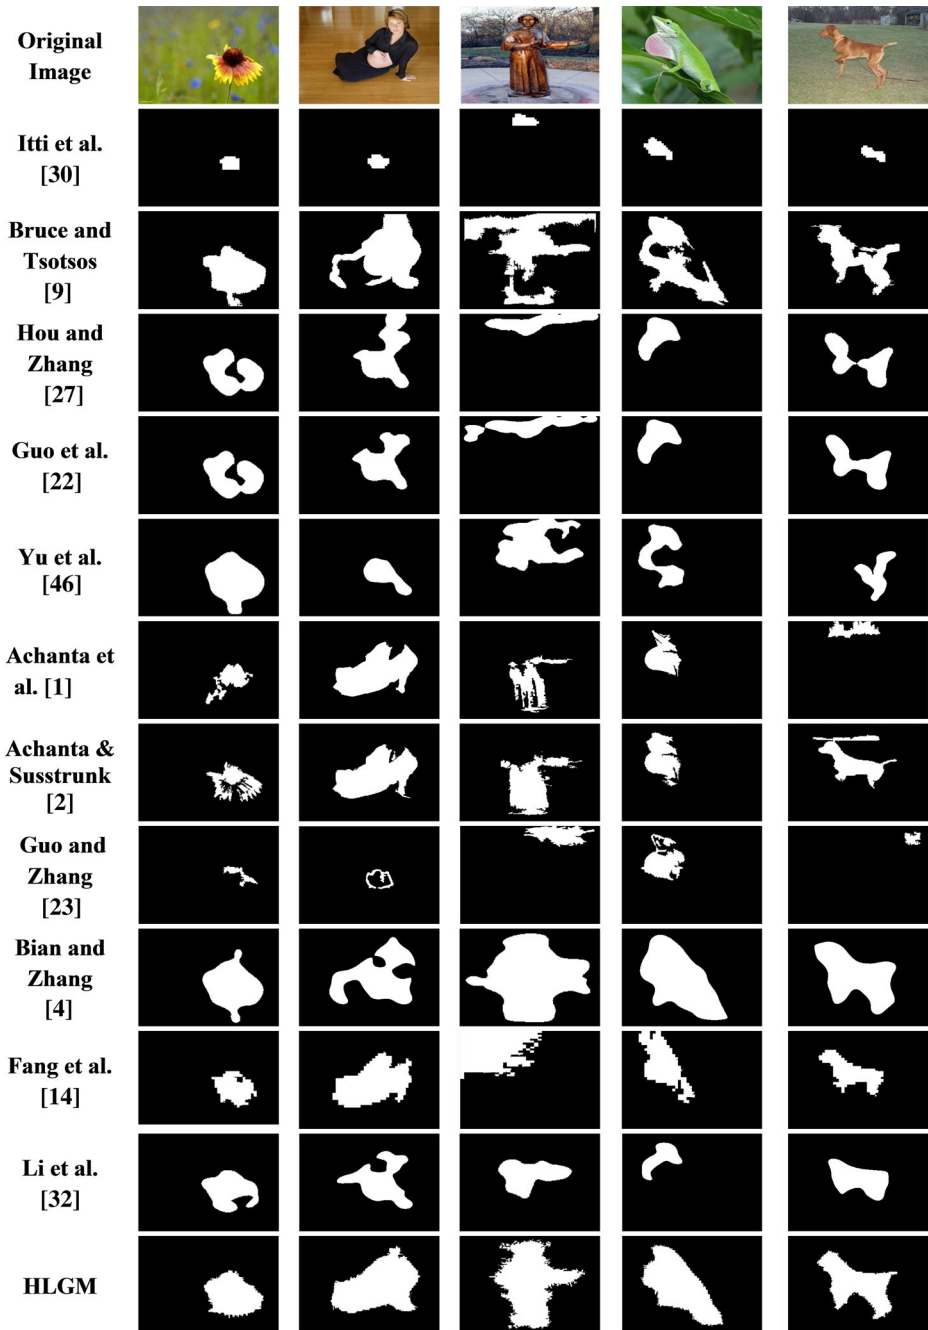 Original
Image
Itti et al.
[30]
Bruce and
Tsotsos
[9]
Hou and
Zhang
[27]
Guo et al.
[22]
Yu et al.
[46]
Achanta et
al. [1]
Achanta &
Susstrunk
[2]
Guo and
Zhang
[23]
Bian and
Zhang
[4]
Fang et al.
[14]
Li et al.
[32]
HLGM